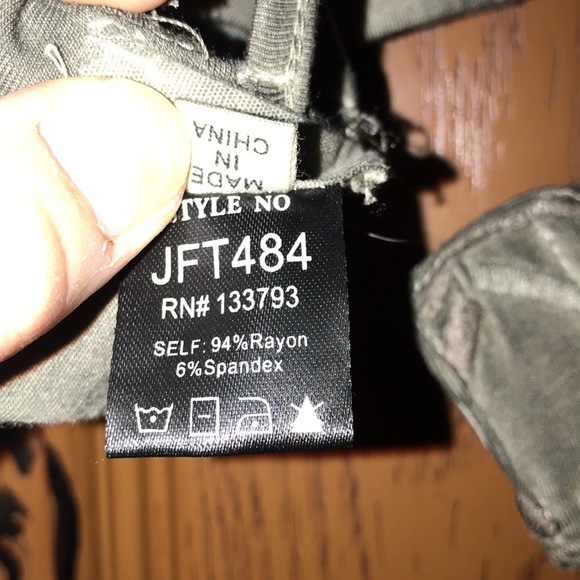 MADE
IN
CHINA
STYLE NO
JFT484
RN# 133793
SELF: 94%Rayon
6%Spandex